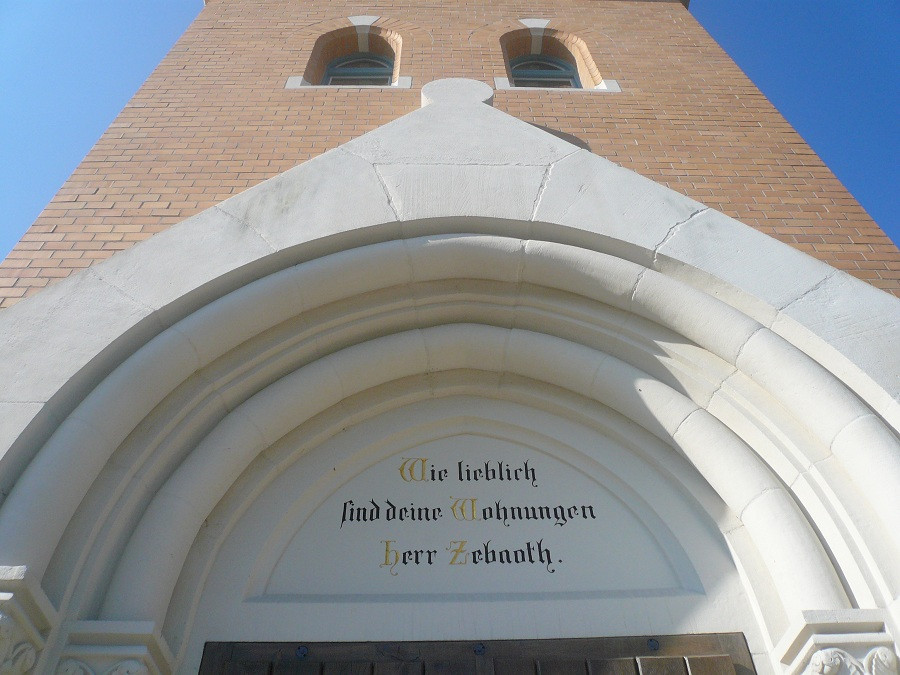 Wie lieblich
sind deine Wohnungen
Herr Zebaoth.